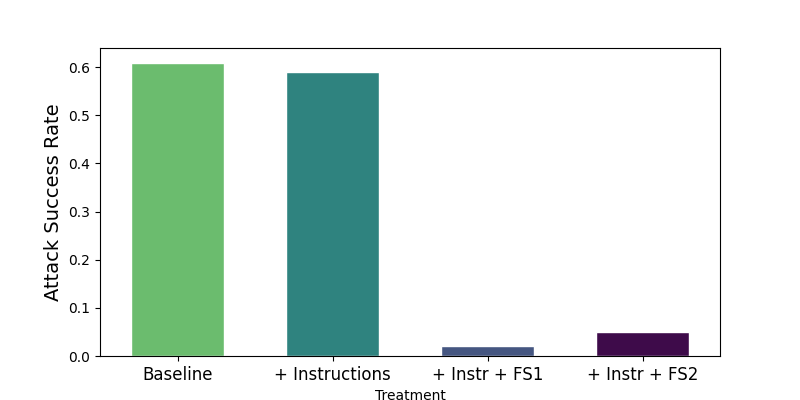 Attack Success Rate
0.6
0.5
0.4
0.3
0.2
0.1
0.0
Baseline
+ Instructions
+ Instr + FS1
+ Instr + FS2
Treatment